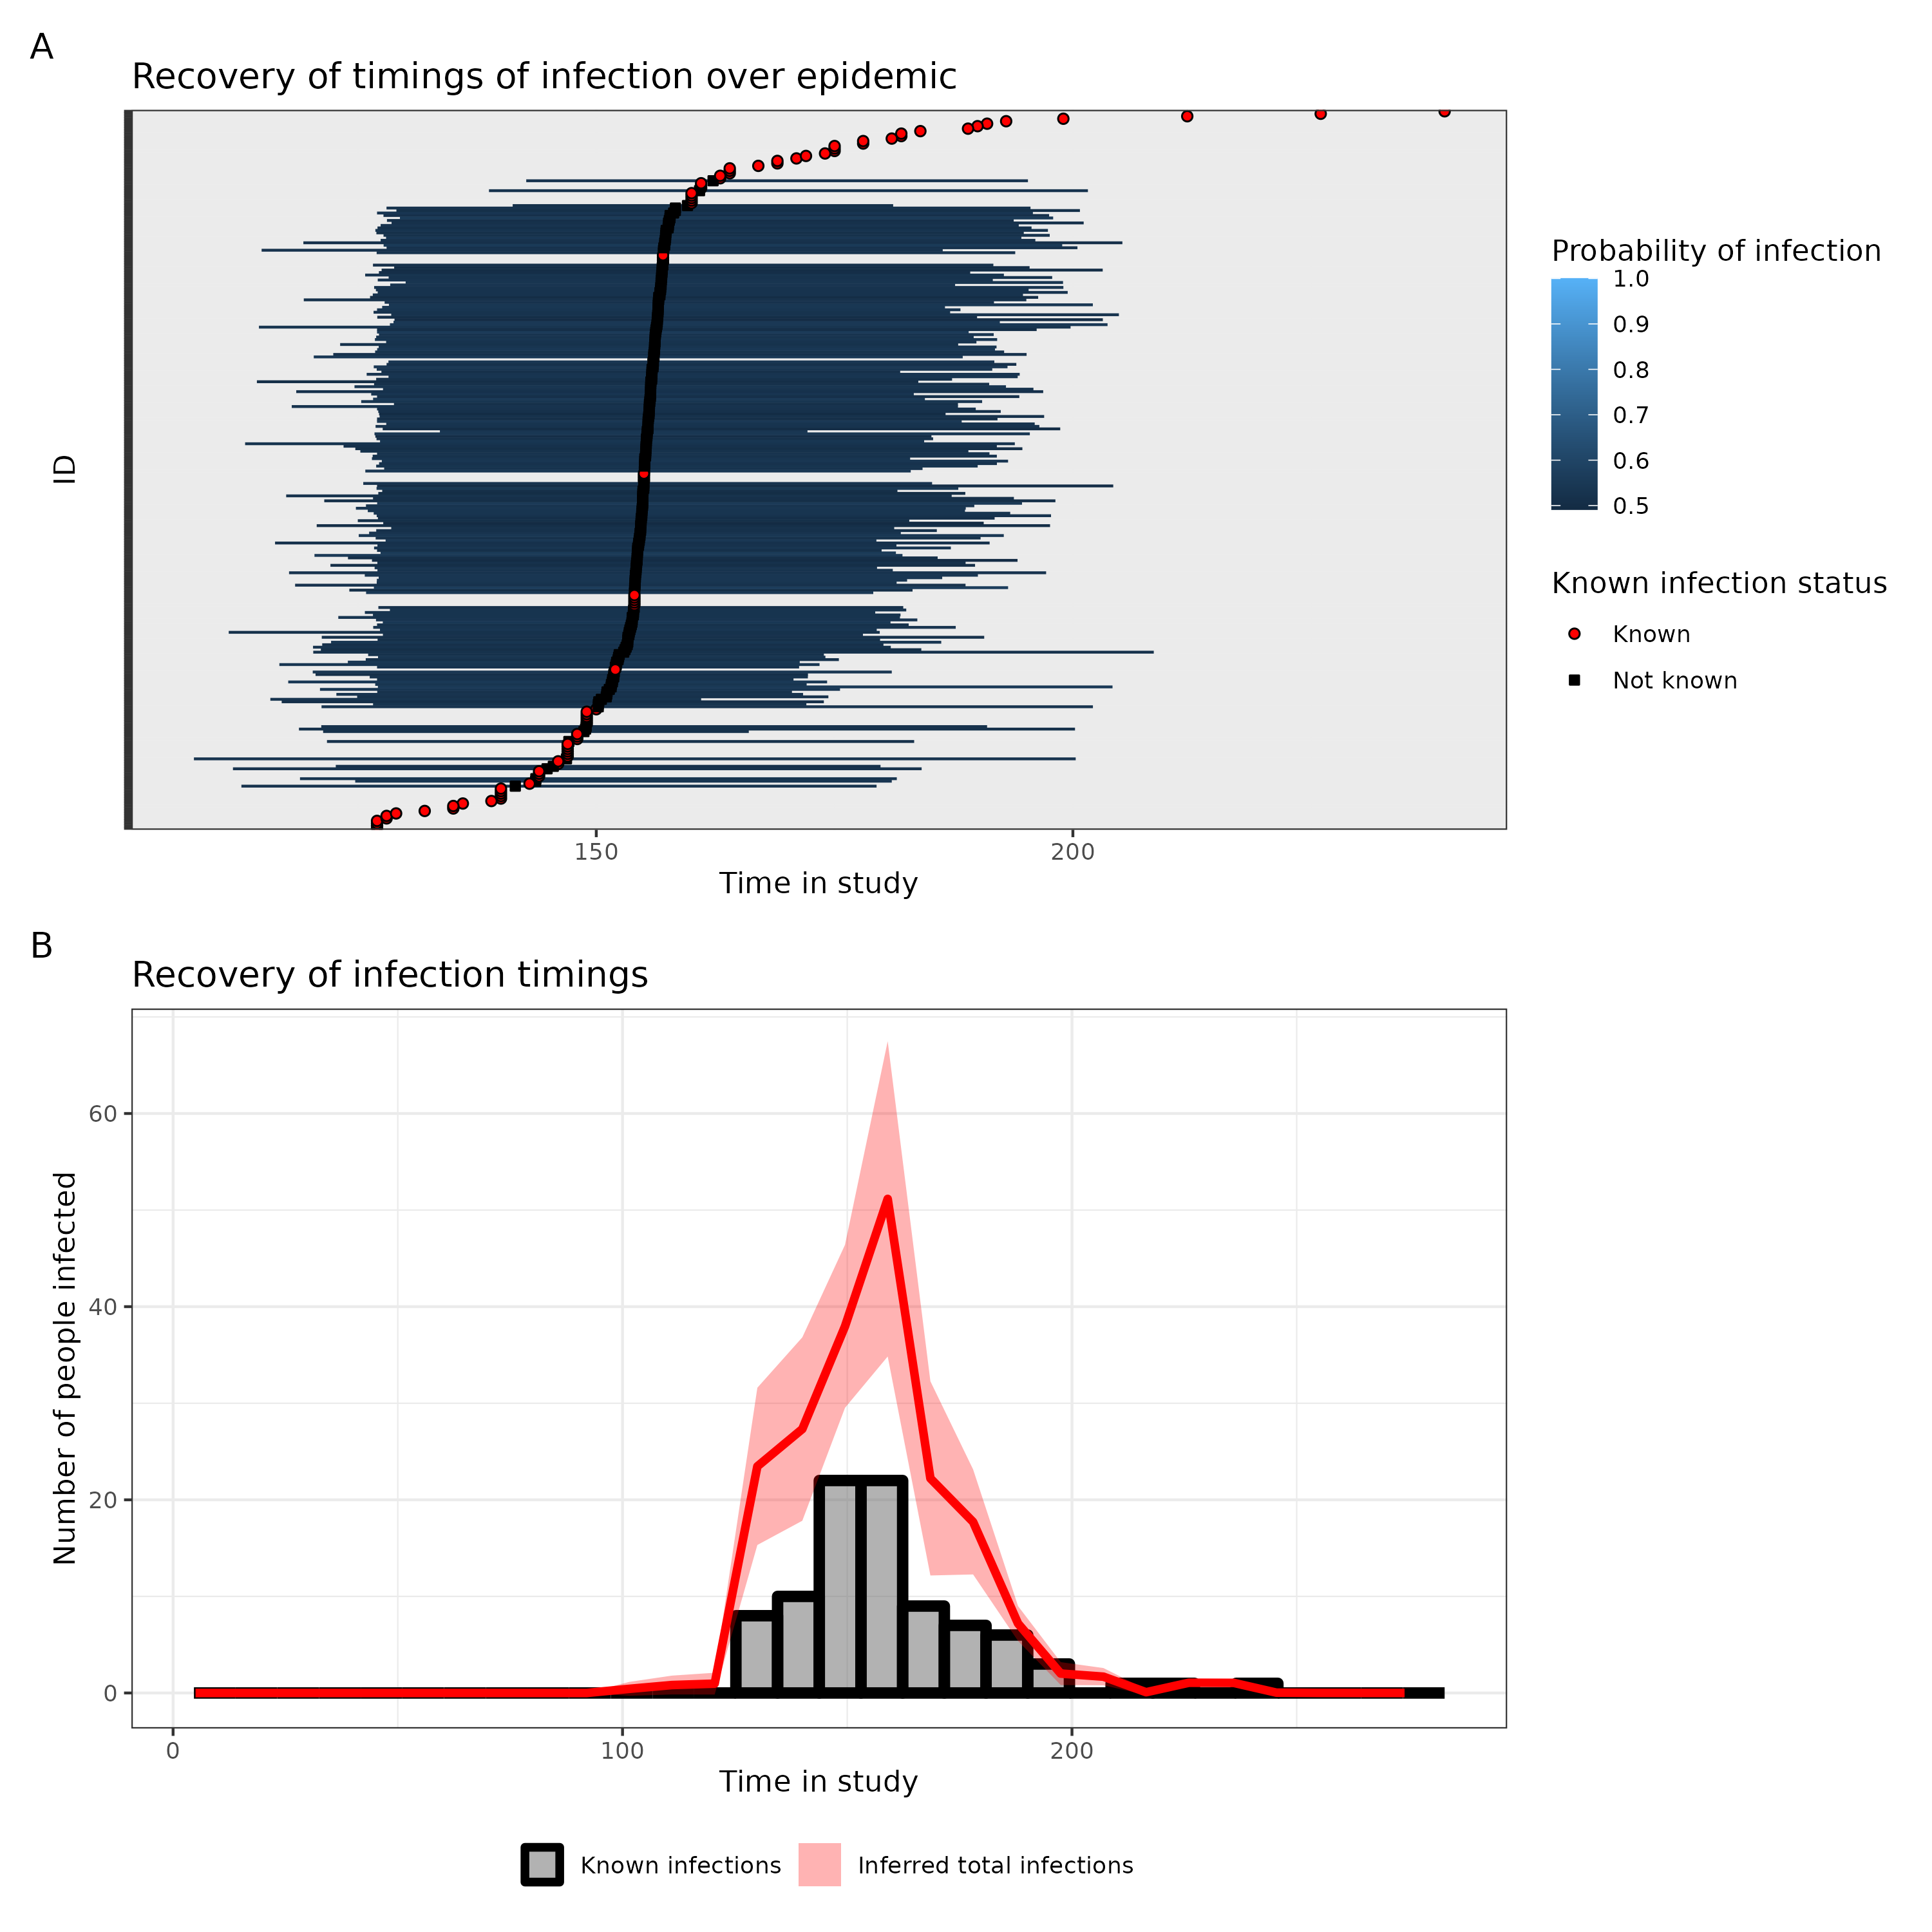 A
Recovery of timings of infection over epidemic
ID
150
200
Time in study
Probability of infection
1.0
0.9
0.8
0.7
0.6
0.5
Known infection status
Known
Not known
B
Recovery of infection timings
Number of people infected
60
40
20
0
0
100
200
Time in study
Known infections
Inferred total infections